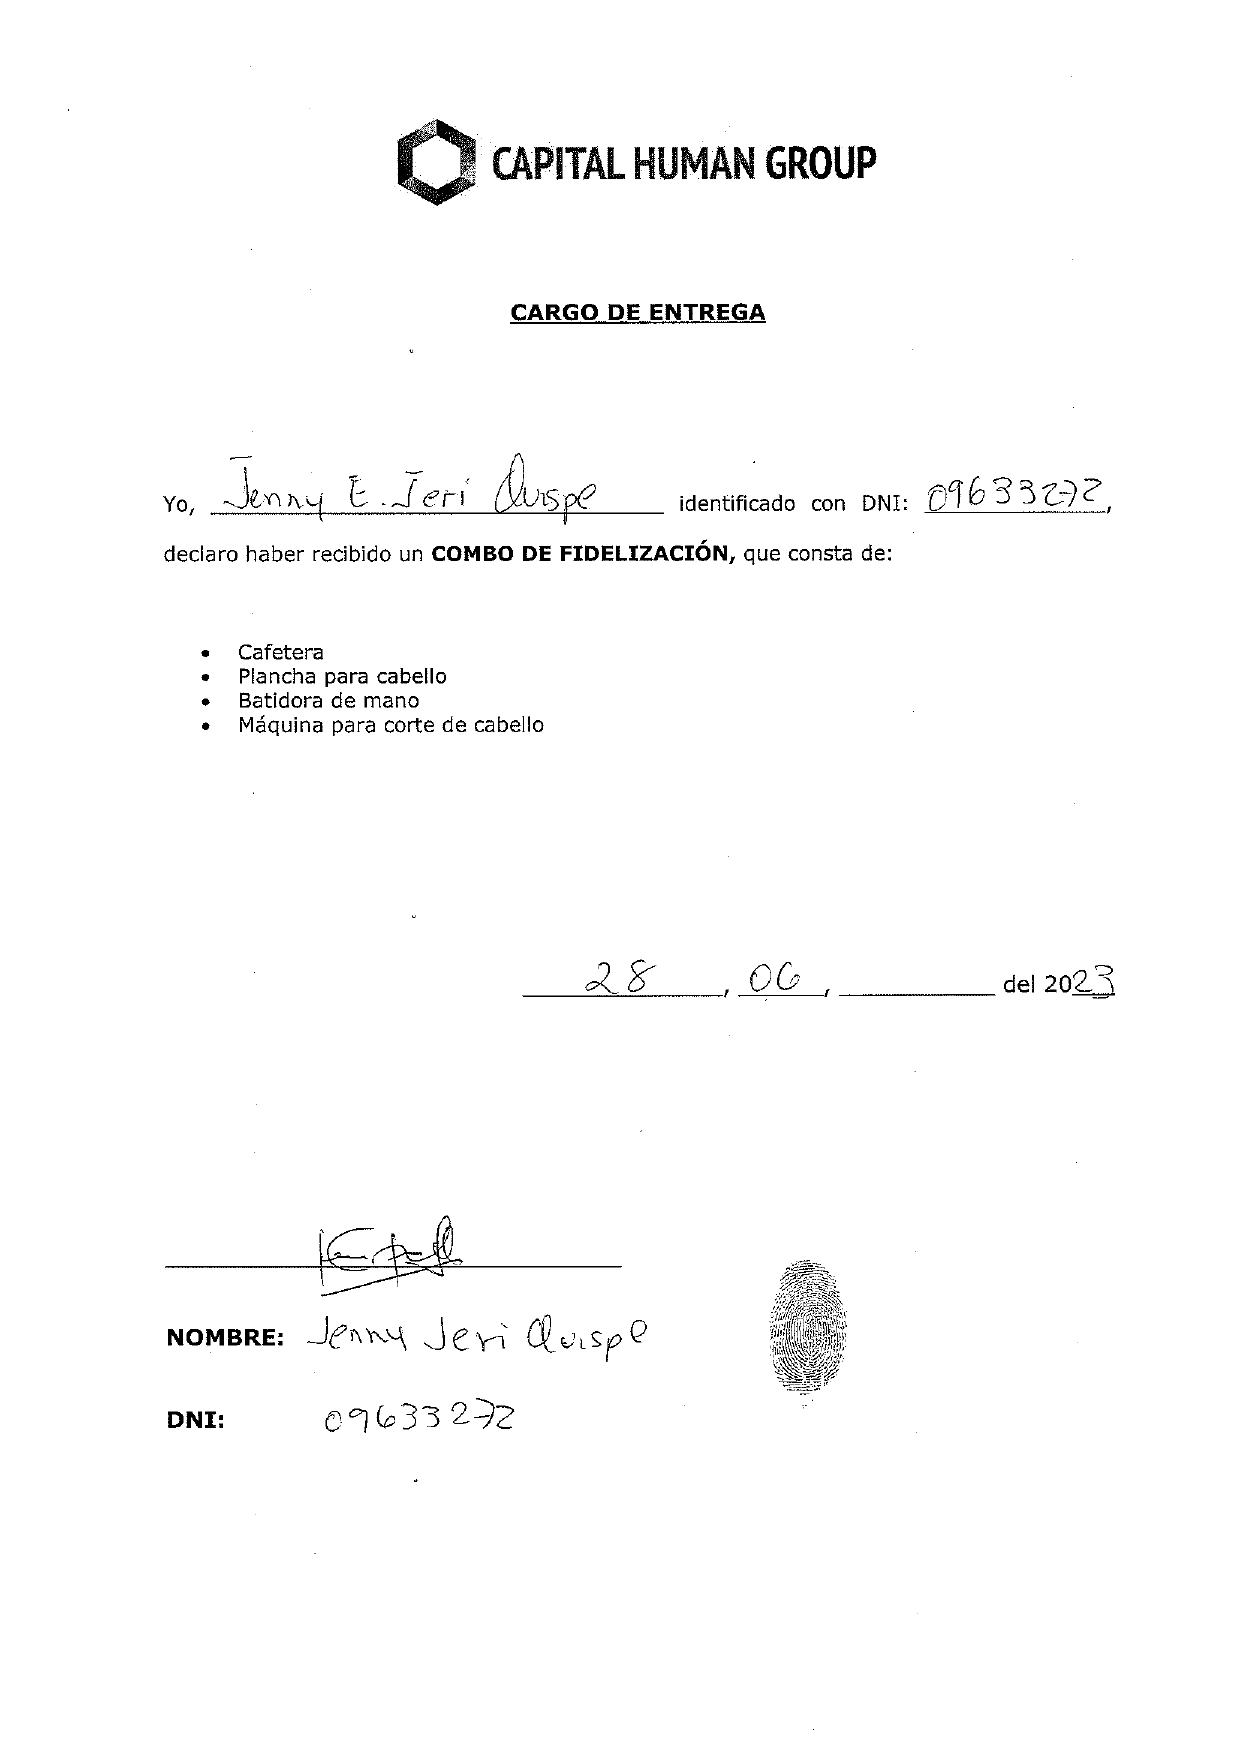 CAPITAL HUMAN GROUP
CARGO DE ENTREGA
Yo, Jenny E. Jeri Quispe identificado con DNI: 09633272,
declaro haber recibido un COMBO DE FIDELIZACIÓN, que consta de:
• Cafetera
• Plancha para cabello
• Batidora de mano
• Máquina para corte de cabello
28, 06, del 2023
NOMBRE: Jenny Jeri Quispe
DNI: 09633272